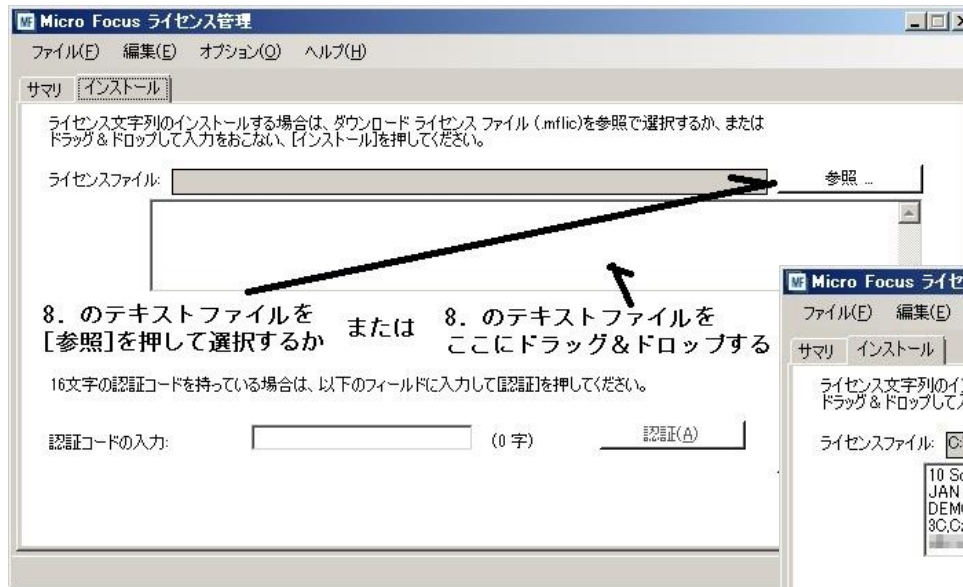 Micro Focus ライセンス管理
ファイル(F) 編集(E) オプション(O) ヘルプ(H)
サマリ インストール
ライセンス文字列のインストールする場合は、ダウンロード ライセンス ファイル (.mflic)を参照で選択するか、または
ドラッグ＆ドロップして入力をおこない、[インストール]を押してください。
ライセンスファイル: 参照 ...
8．のテキストファイルを
[参照]を押して選択するか
または
8．のテキストファイルを
ここにドラッグ＆ドロップする
16文字の認証コードを持っている場合は、以下のフィールドに入力して[認証]を押してください。
認証コードの入力: (0 字) 認証(A)
Micro Focus ライセ
ファイル(F) 編集(E)
サマリ インストール
ライセンス文字列のイ
ドラッグ＆ドロップして
ライセンスファイル: C:
10 Se
JAN
DEMO
3C,Ca